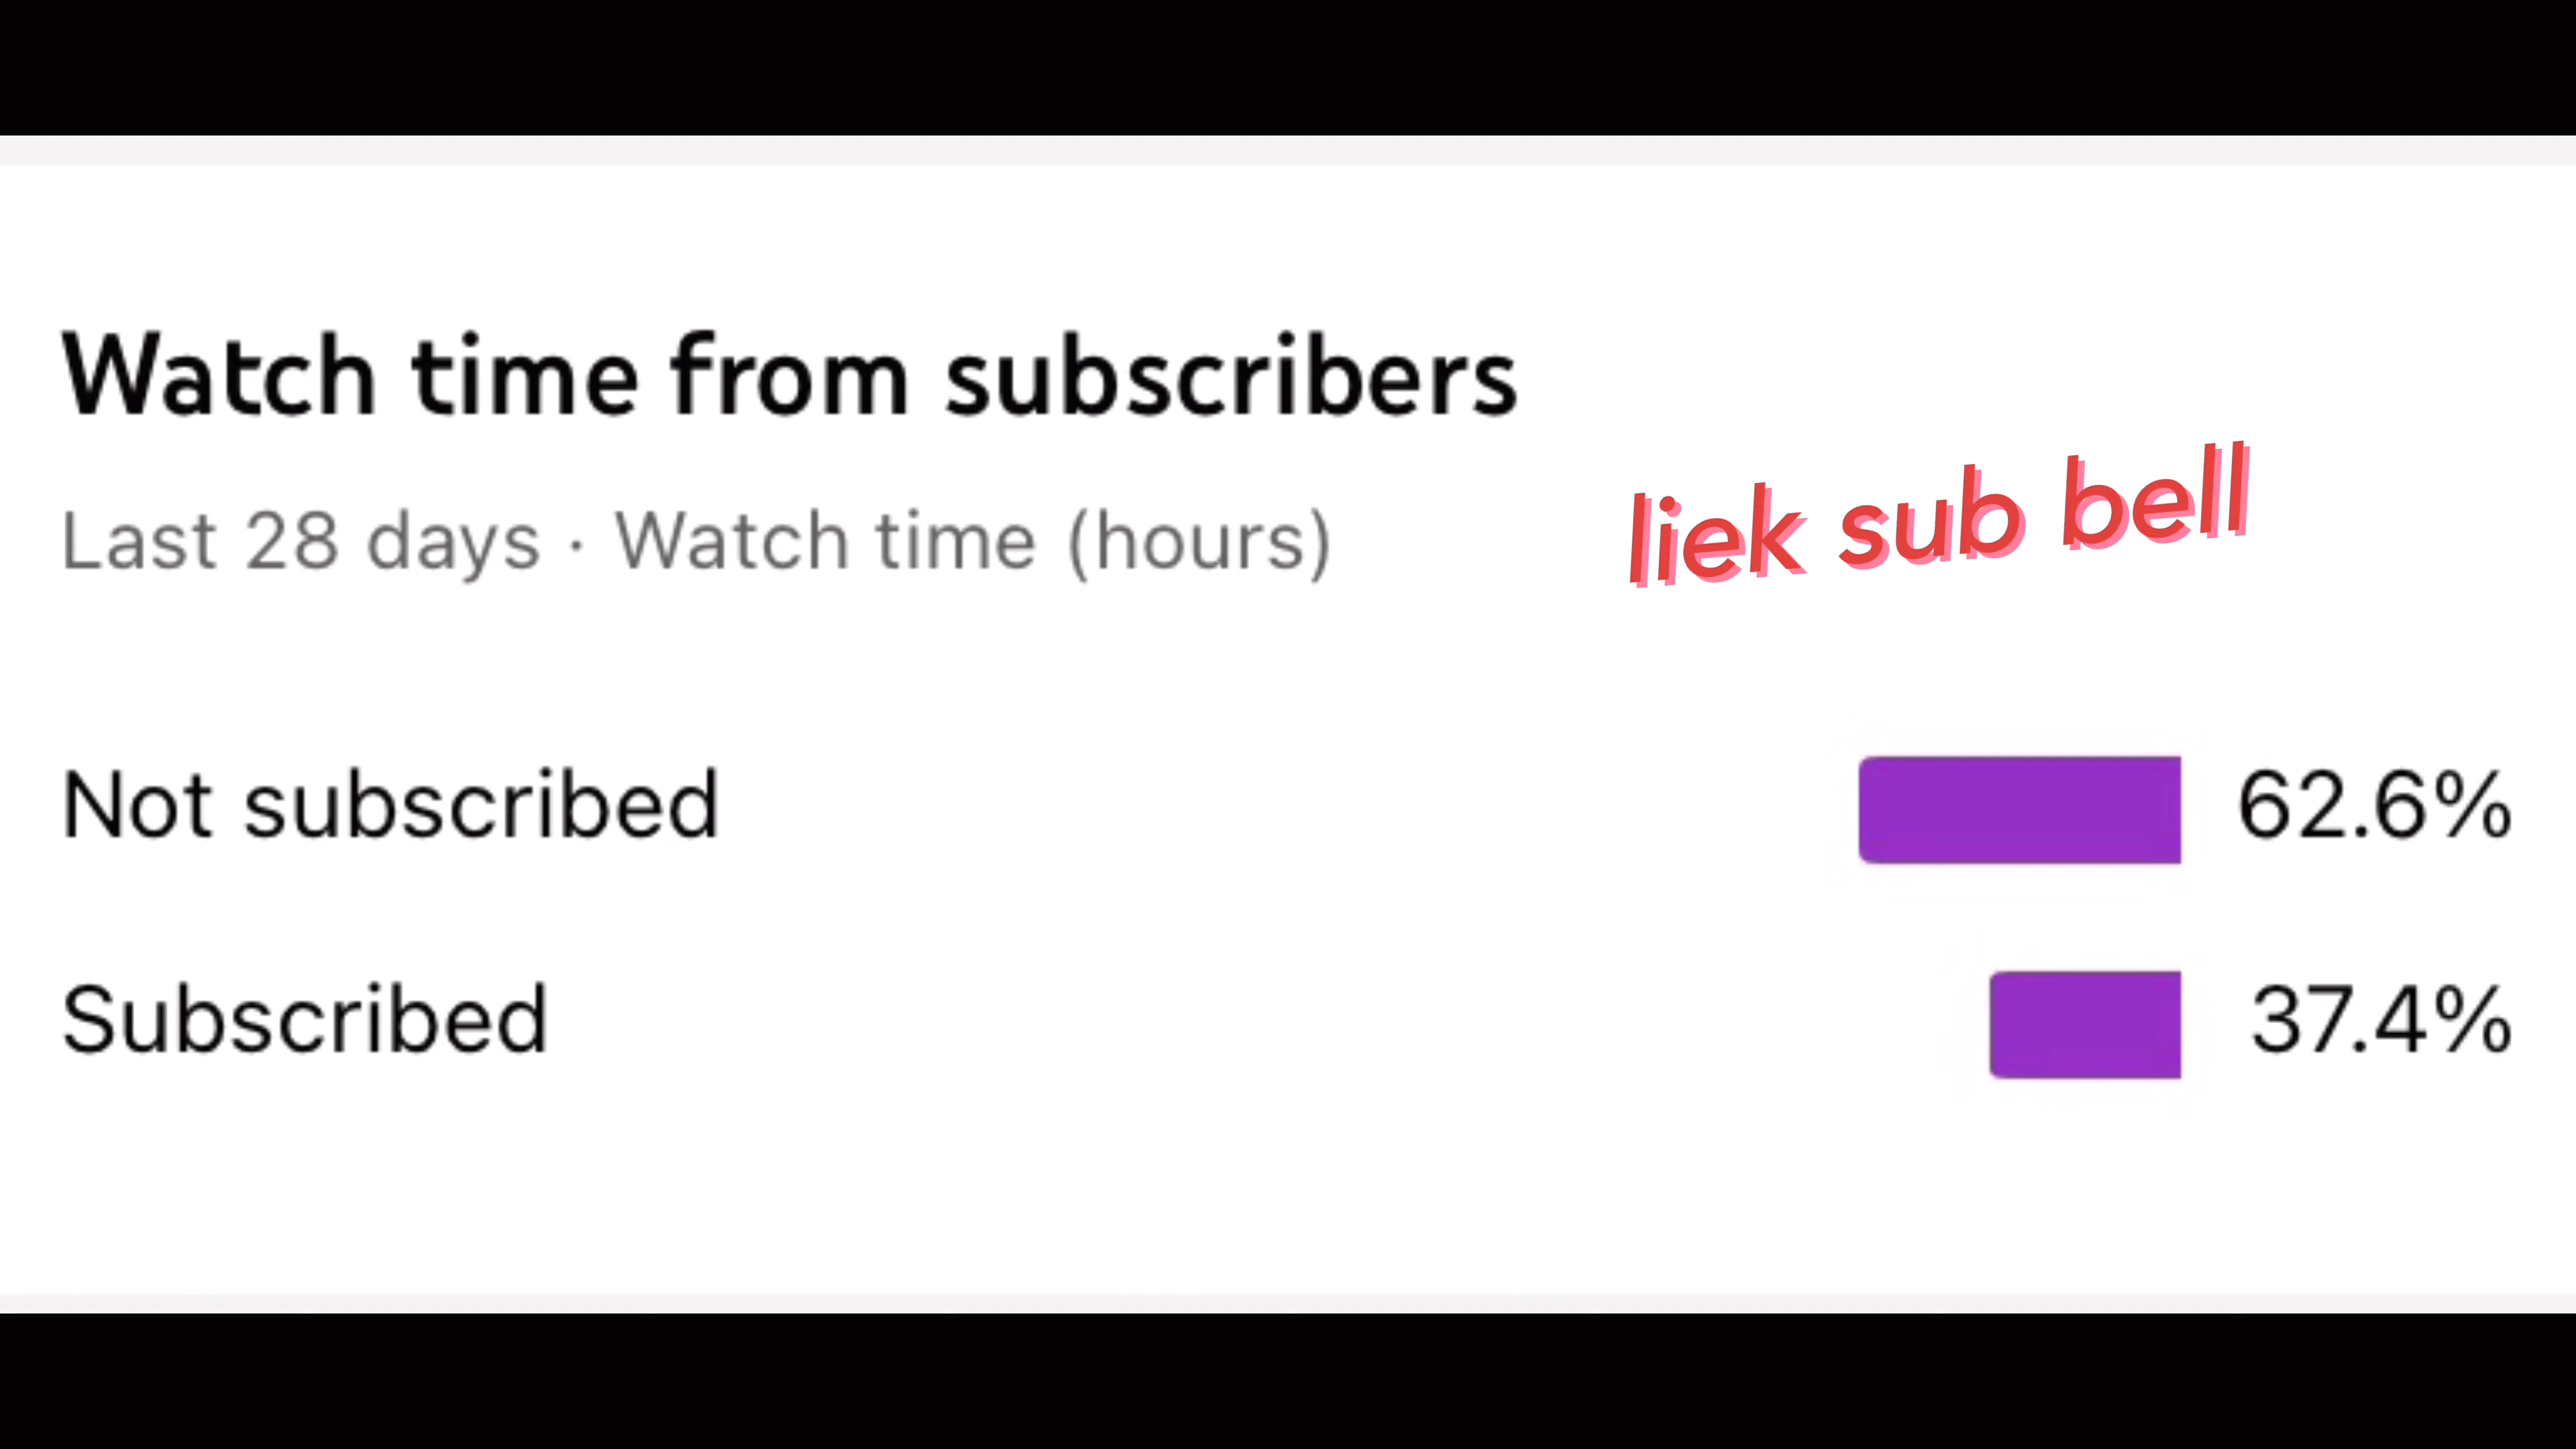 Watch time from subscribers
Last 28 days · Watch time (hours)
liek sub bell
Not subscribed 62.6%
Subscribed 37.4%